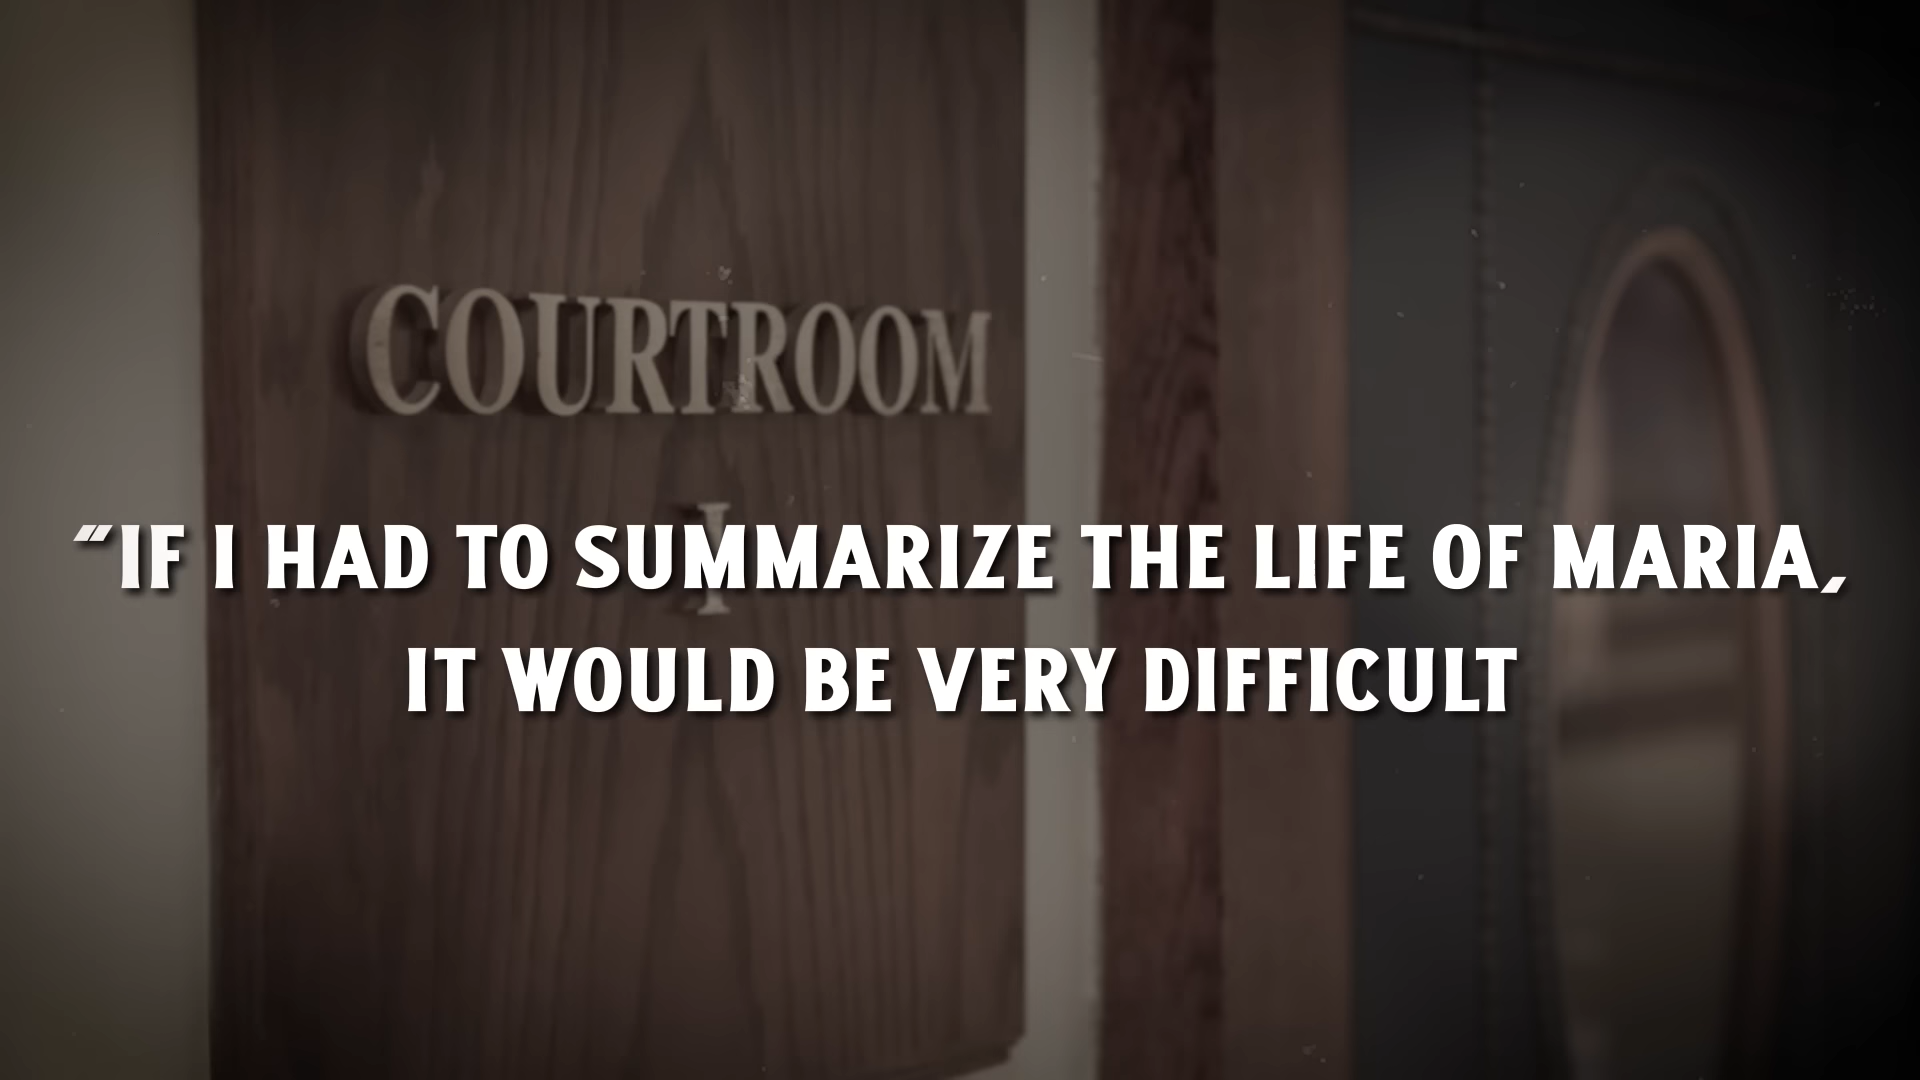 COURTROOM
I
"IF I HAD TO SUMMARIZE THE LIFE OF MARIA,
IT WOULD BE VERY DIFFICULT